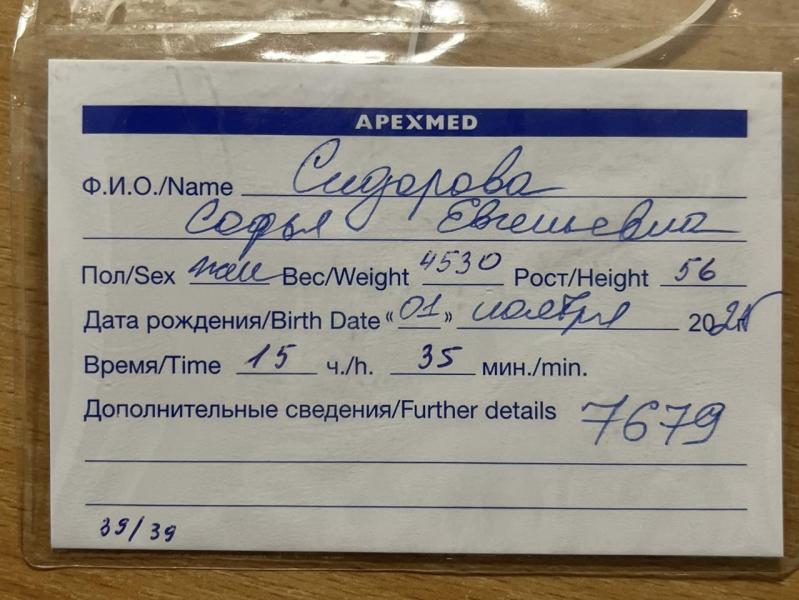 APEXMED
Ф.И.О./Name Сидорова
Софья Евгеньевна
Пол/Sex жен Вес/Weight 4530 Рост/Height 56
Дата рождения/Birth Date «01» ноября 202
Время/Time 15 ч./h. 35 мин./min.
Дополнительные сведения/Further details 7679
39/39